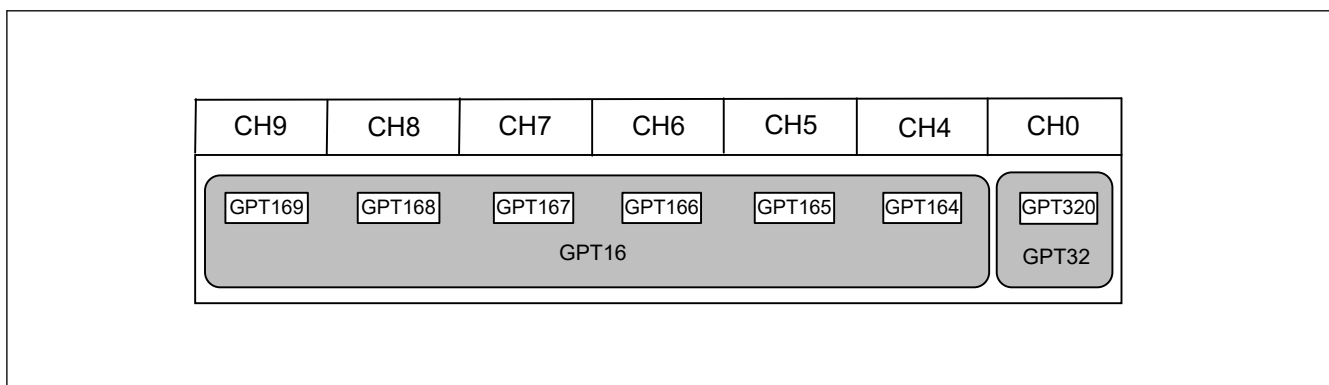 CH9 CH8 CH7 CH6 CH5 CH4 CH0
GPT169 GPT168 GPT167 GPT166 GPT165 GPT164 GPT320
GPT16 GPT32